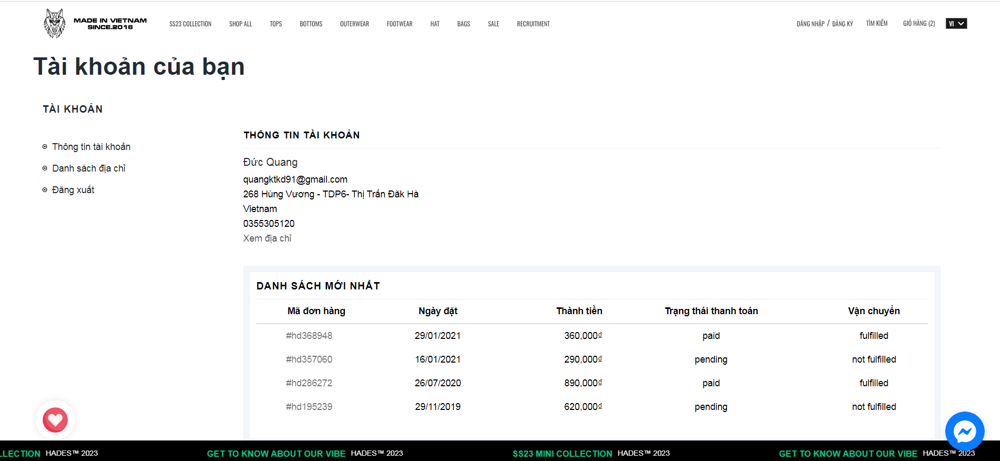 MADE IN VIETNAM
SINCE.2016
SS23 COLLECTION SHOP ALL TOPS BOTTOMS OUTERWEAR FOOTWEAR HAT BAGS SALE RECRUITMENT
ĐĂNG NHẬP / ĐĂNG KÝ TÌM KIẾM GIỎ HÀNG (2) VI
Tài khoản của bạn
TÀI KHOẢN
Thông tin tài khoản
Danh sách địa chỉ
Đăng xuất
THÔNG TIN TÀI KHOẢN
Đức Quang
quangktkd91@gmail.com
268 Hùng Vương - TDP6- Thị Trấn Đăk Hà
Vietnam
0355305120
Xem địa chỉ
DANH SÁCH MỚI NHẤT
Mã đơn hàng Ngày đặt Thành tiền Trạng thái thanh toán Vận chuyển
#hd368948 29/01/2021 360,000₫ paid fulfilled
#hd357060 16/01/2021 290,000₫ pending not fulfilled
#hd286272 26/07/2020 890,000₫ paid fulfilled
#hd195239 29/11/2019 620,000₫ pending not fulfilled
LLECTION HADES™ 2023 GET TO KNOW ABOUT OUR VIBE HADES™ 2023 SS23 MINI COLLECTION HADES™ 2023 GET TO KNOW ABOUT OUR VIBE HADES™ 2023